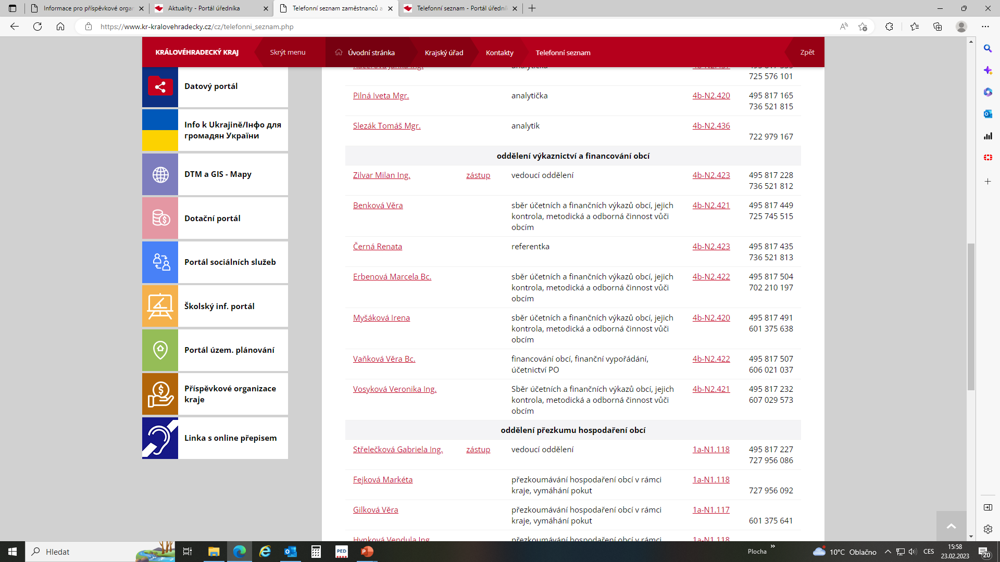 Informace pro příspěvkové organ
Aktuality - Portál úředníka
Telefonní seznam zaměstnanců a
Telefonní seznam - Portál úřední
https://www.kr-kralovehradecky.cz/cz/telefonni_seznam.php
KRÁLOVÉHRADECKÝ KRAJ
Skrýt menu
Úvodní stránka
Krajský úřad
Kontakty
Telefonní seznam
Zpět
Datový portál
Info k Ukrajině/Інфо для
громадян України
DTM a GIS - Mapy
Dotační portál
Portál sociálních služeb
Školský inf. portál
Portál územ. plánování
Příspěvkové organizace
kraje
Linka s online přepisem
725 576 101
Pilná Iveta Mgr. analytička 4b-N2.420 495 817 165
736 521 815
Slezák Tomáš Mgr. analytik 4b-N2.436
722 979 167
oddělení výkaznictví a financování obcí
Zilvar Milan Ing. zástup vedoucí oddělení 4b-N2.423 495 817 228
736 521 812
Benková Věra sběr účetních a finančních výkazů obcí, jejich 4b-N2.421 495 817 449
kontrola, metodická a odborná činnost vůči 725 745 515
obcím
Černá Renata referentka 4b-N2.423 495 817 435
736 521 813
Erbenová Marcela Bc. sběr účetních a finančních výkazů obcí, jejich 4b-N2.422 495 817 504
kontrola, metodická a odborná činnost vůči 702 210 197
obcím
Myšáková Irena sběr účetních a finančních výkazů obcí, jejich 4b-N2.420 495 817 491
kontrola, metodická a odborná činnost vůči 601 375 638
obcím
Vaňková Věra Bc. financování obcí, finanční vypořádání, 4b-N2.422 495 817 507
účetnictví PO 606 021 037
Vosyková Veronika Ing. Sběr účetních a finančních výkazů obcí, jejich 4b-N2.421 495 817 232
kontrola, metodická a odborná činnost vůči 607 029 573
obcím
oddělení přezkumu hospodaření obcí
Střelečková Gabriela Ing. zástup vedoucí oddělení 1a-N1.118 495 817 227
727 956 086
Fejková Markéta přezkoumávání hospodaření obcí v rámci 1a-N1.118
kraje, vymáhání pokut 727 956 092
Gilková Věra přezkoumávání hospodaření obcí v rámci 1a-N1.117
kraje, vymáhání pokut 601 375 641
Hynková Vendula Ing. přezkoumávání hospodaření obcí v rámci 1a-N1.118
Hledat
PED
Plocha
10°C Oblačno
CES
15:58
23.02.2023
20